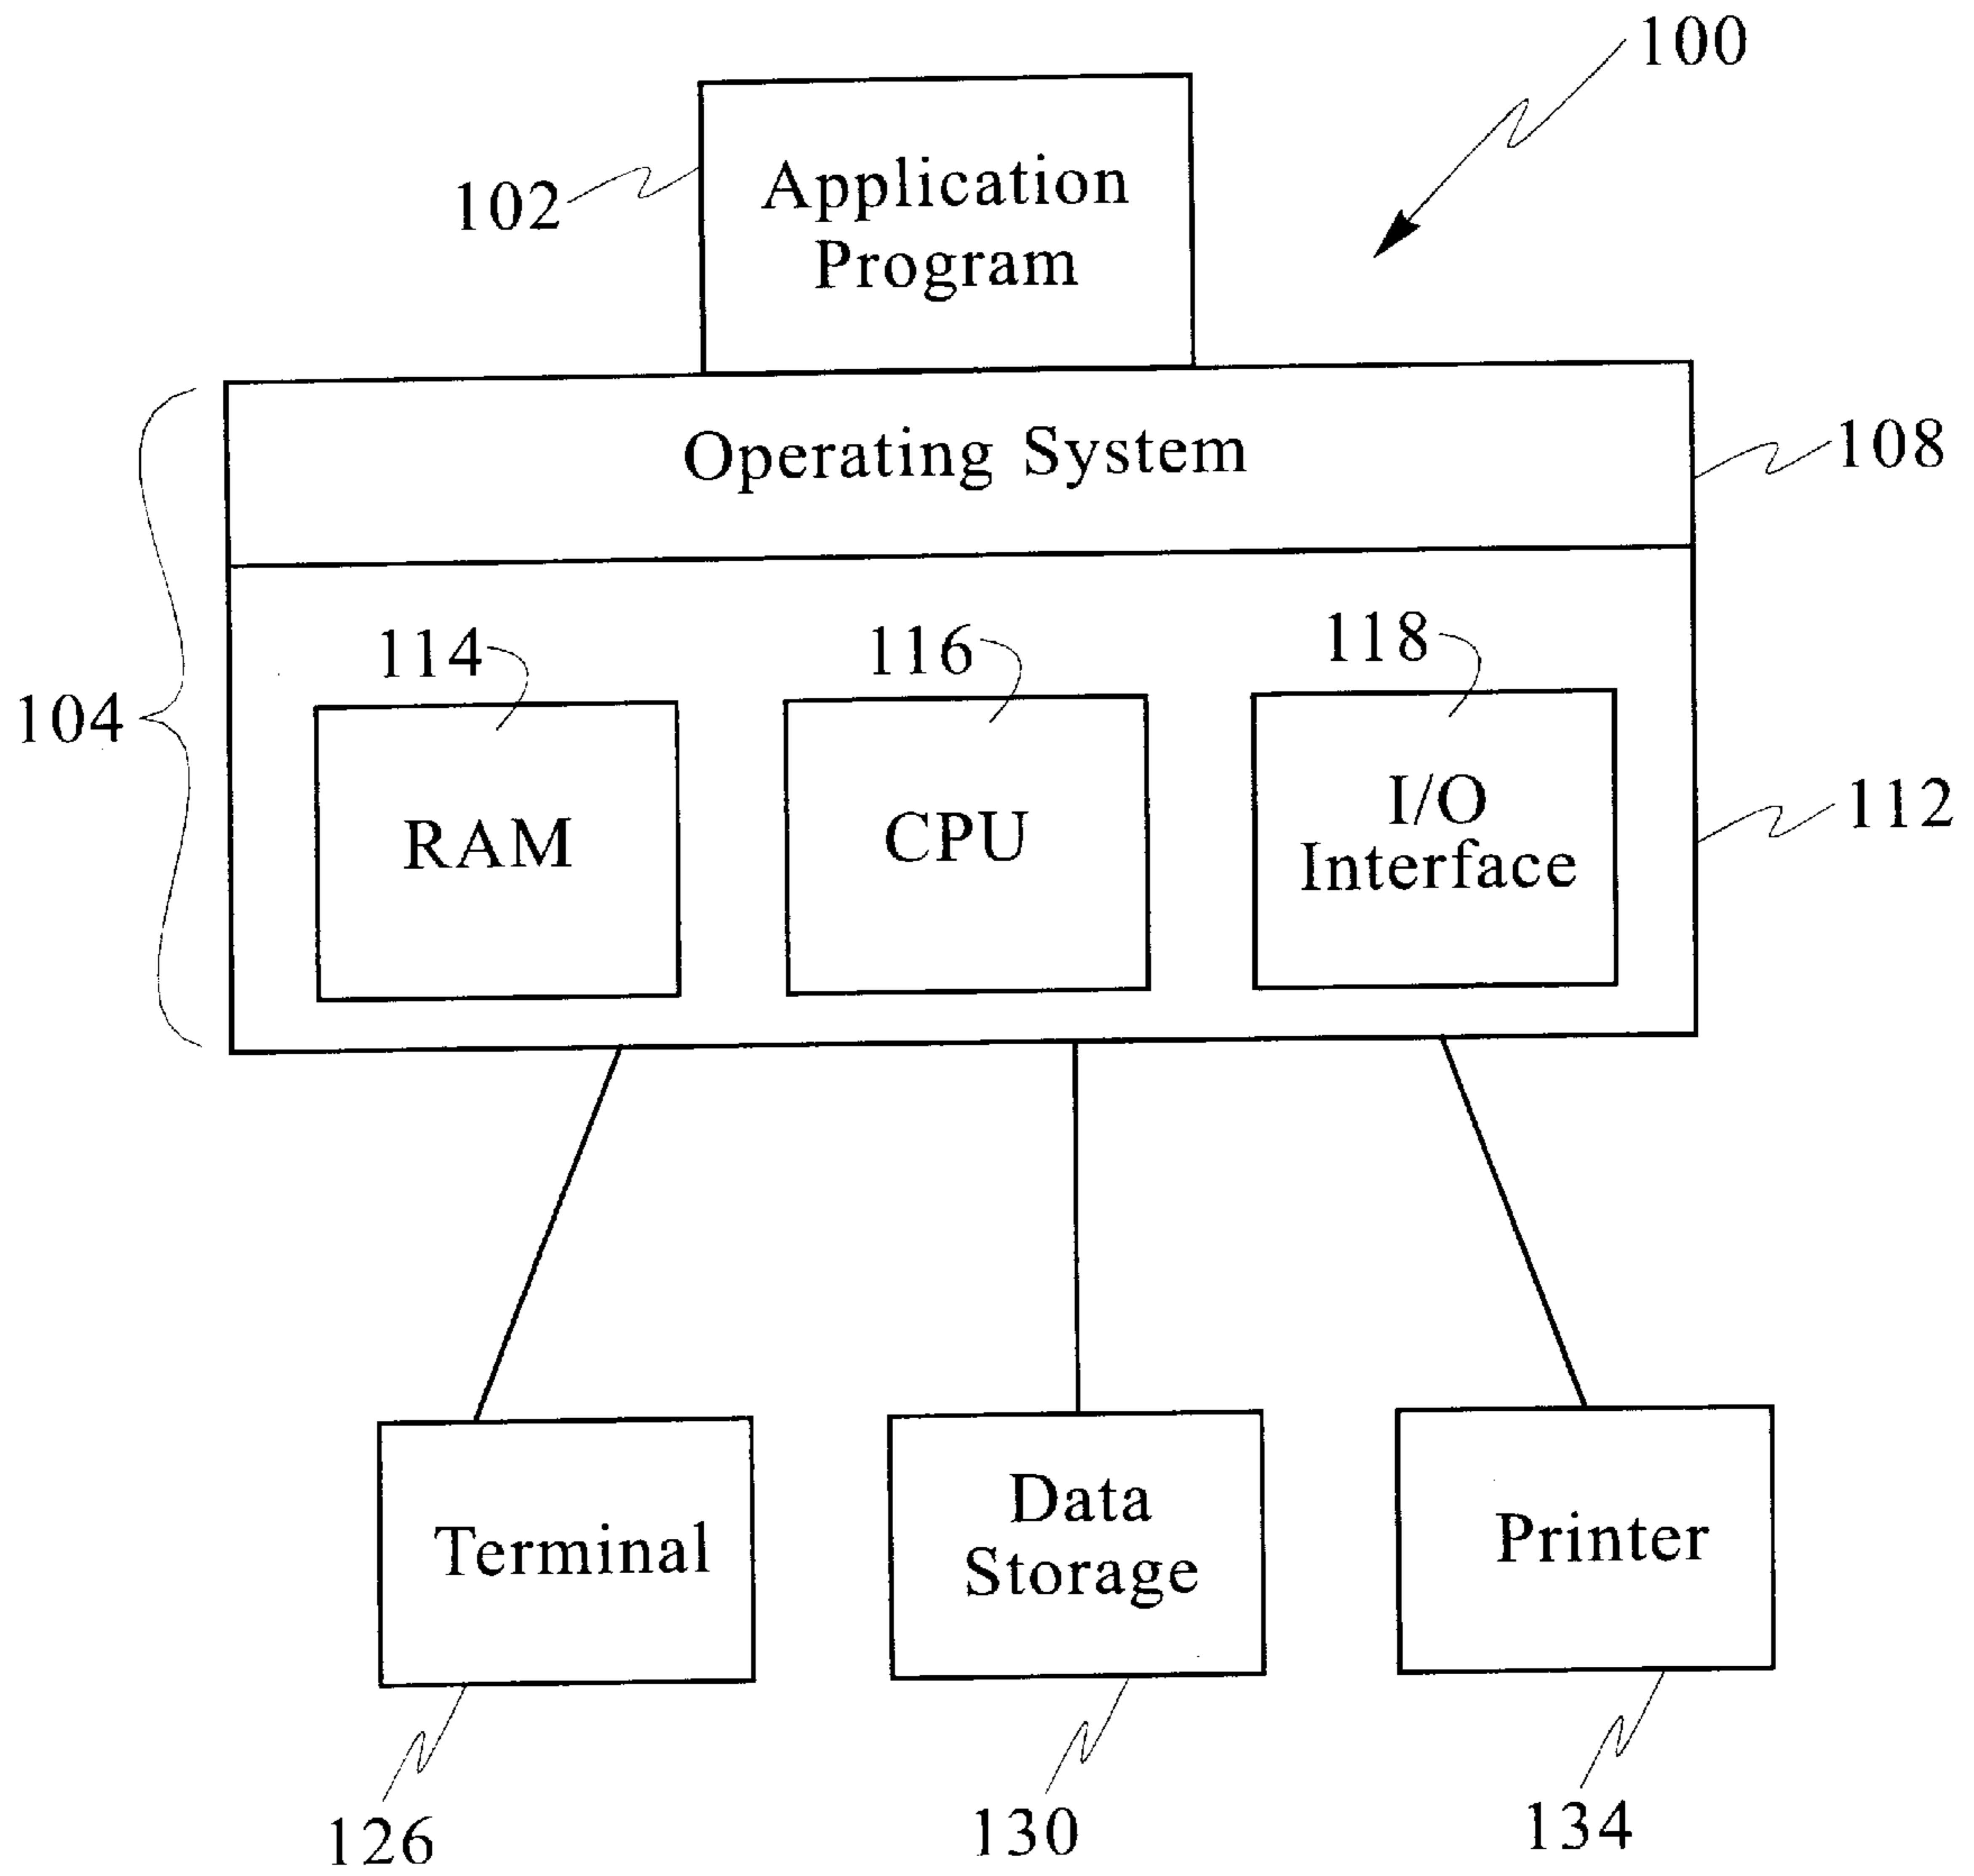 100
102
Application
Program
Operating System
108
104
114
116
118
RAM
CPU
I/O
Interface
112
Terminal
Data
Storage
Printer
126
130
134